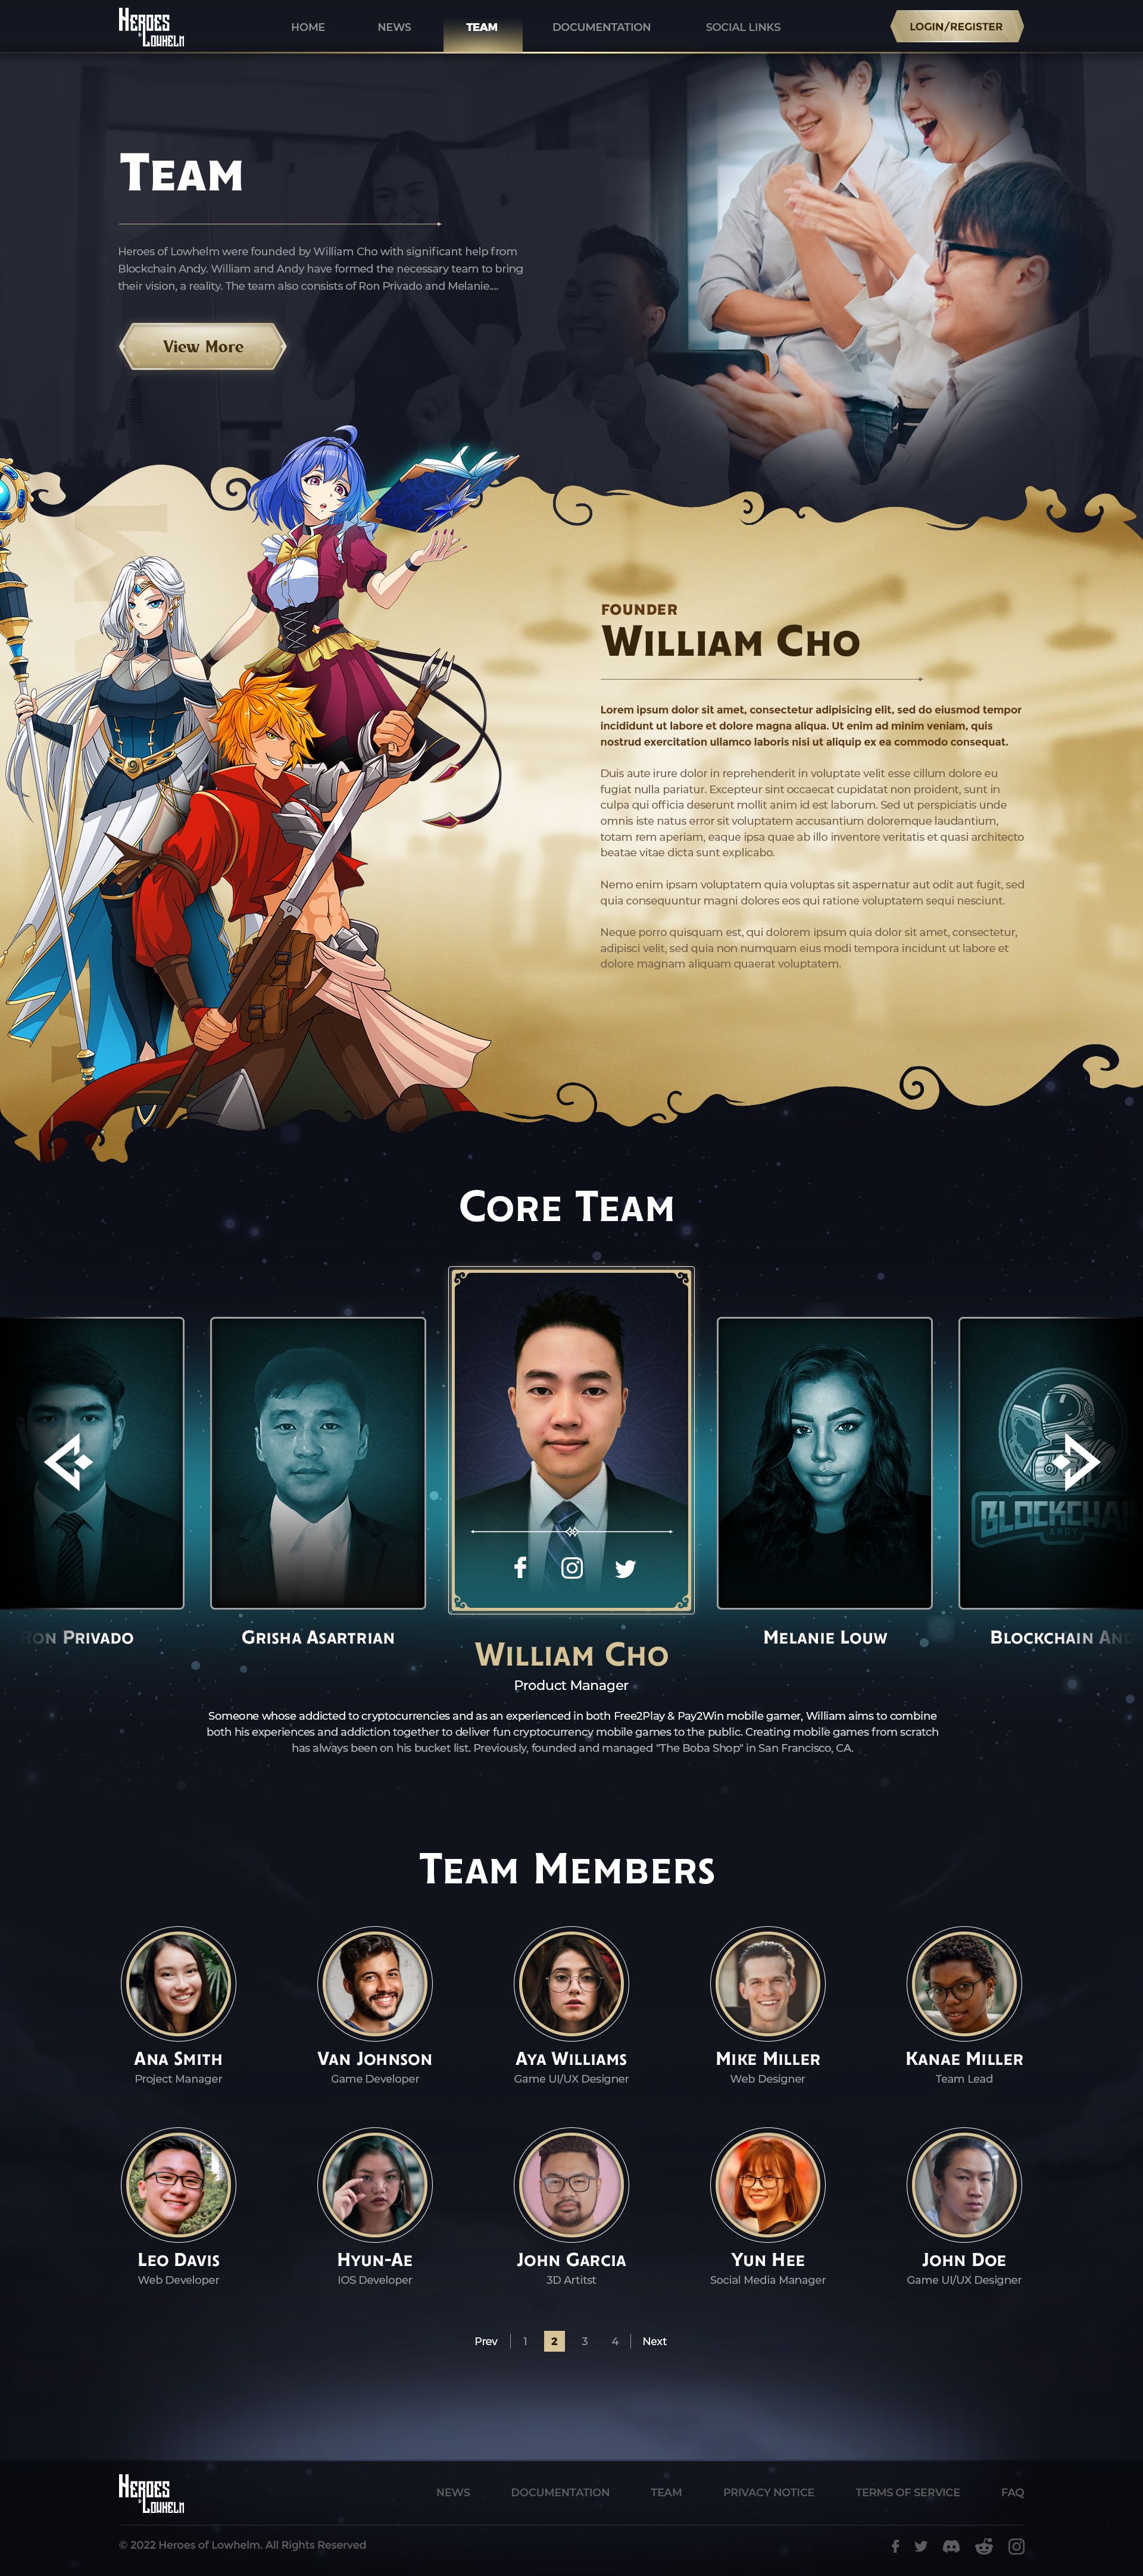 HEROES
of LOWHELM
HOME NEWS TEAM DOCUMENTATION SOCIAL LINKS LOGIN/REGISTER
TEAM
Heroes of Lowhelm were founded by William Cho with significant help from
Blockchain Andy. William and Andy have formed the necessary team to bring
their vision, a reality. The team also consists of Ron Privado and Melanie....
View More
FOUNDER
WILLIAM CHO
Lorem ipsum dolor sit amet, consectetur adipisicing elit, sed do eiusmod tempor
incididunt ut labore et dolore magna aliqua. Ut enim ad minim veniam, quis
nostrud exercitation ullamco laboris nisi ut aliquip ex ea commodo consequat.
Duis aute irure dolor in reprehenderit in voluptate velit esse cillum dolore eu
fugiat nulla pariatur. Excepteur sint occaecat cupidatat non proident, sunt in
culpa qui officia deserunt mollit anim id est laborum. Sed ut perspiciatis unde
omnis iste natus error sit voluptatem accusantium doloremque laudantium,
totam rem aperiam, eaque ipsa quae ab illo inventore veritatis et quasi architecto
beatae vitae dicta sunt explicabo.
Nemo enim ipsam voluptatem quia voluptas sit aspernatur aut odit aut fugit, sed
quia consequuntur magni dolores eos qui ratione voluptatem sequi nesciunt.
Neque porro quisquam est, qui dolorem ipsum quia dolor sit amet, consectetur,
adipisci velit, sed quia non numquam eius modi tempora incidunt ut labore et
dolore magnam aliquam quaerat voluptatem.
CORE TEAM
BLOCKCHAI
ANDY
RON PRIVADO
GRISHA ASARTRIAN
WILLIAM CHO
Product Manager
MELANIE LOUW
BLOCKCHAIN AND
Someone whose addicted to cryptocurrencies and as an experienced in both Free2Play & Pay2Win mobile gamer, William aims to combine
both his experiences and addiction together to deliver fun cryptocurrency mobile games to the public. Creating mobile games from scratch
has always been on his bucket list. Previously, founded and managed "The Boba Shop" in San Francisco, CA.
TEAM MEMBERS
ANA SMITH
Project Manager
VAN JOHNSON
Game Developer
AYA WILLIAMS
Game UI/UX Designer
MIKE MILLER
Web Designer
KANAE MILLER
Team Lead
LEO DAVIS
Web Developer
HYUN-AE
IOS Developer
JOHN GARCIA
3D Artitst
YUN HEE
Social Media Manager
JOHN DOE
Game UI/UX Designer
Prev 1 2 3 4 Next
HEROES
of LOWHELM
NEWS DOCUMENTATION TEAM PRIVACY NOTICE TERMS OF SERVICE FAQ
© 2022 Heroes of Lowhelm. All Rights Reserved